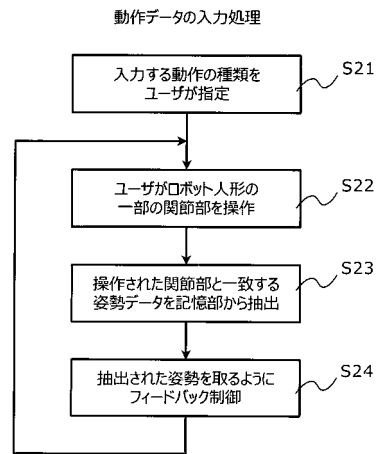 動作データの入力処理
入力する動作の種類を
ユーザが指定
S21
ユーザがロボット人形の
一部の関節部を操作
S22
操作された関節部と一致する
姿勢データを記憶部から抽出
S23
抽出された姿勢を取るように
フィードバック制御
S24